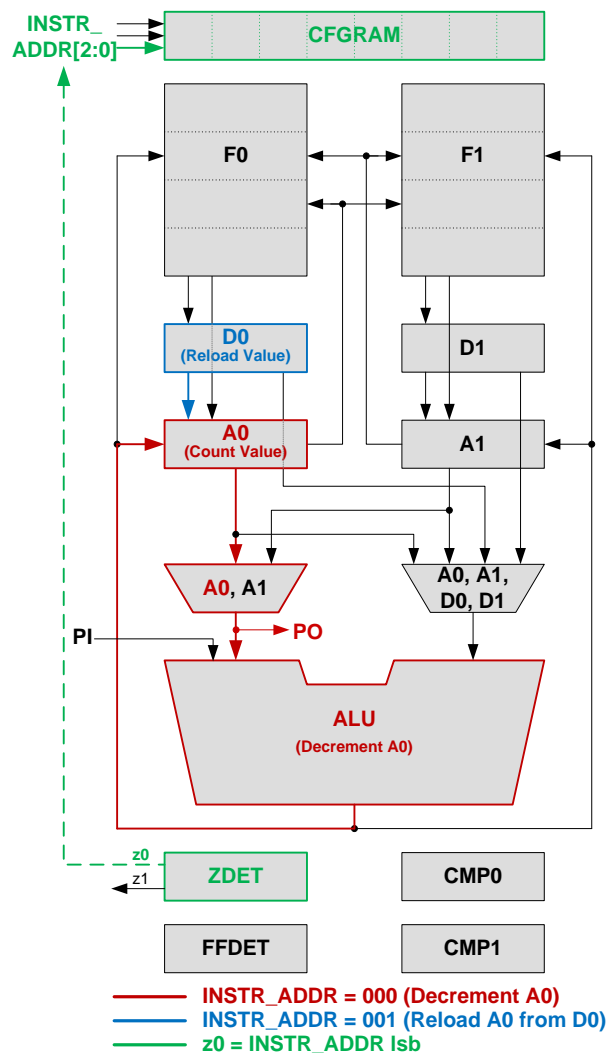 INSTR_
ADDR[2:0]
CFGRAM
F0
F1
D0
(Reload Value)
D1
A0
(Count Value)
A1
A0, A1
A0, A1,
D0, D1
PI
PO
ALU
(Decrement A0)
z0
z1
ZDET
CMP0
FFDET
CMP1
INSTR_ADDR = 000 (Decrement A0)
INSTR_ADDR = 001 (Reload A0 from D0)
z0 = INSTR_ADDR lsb